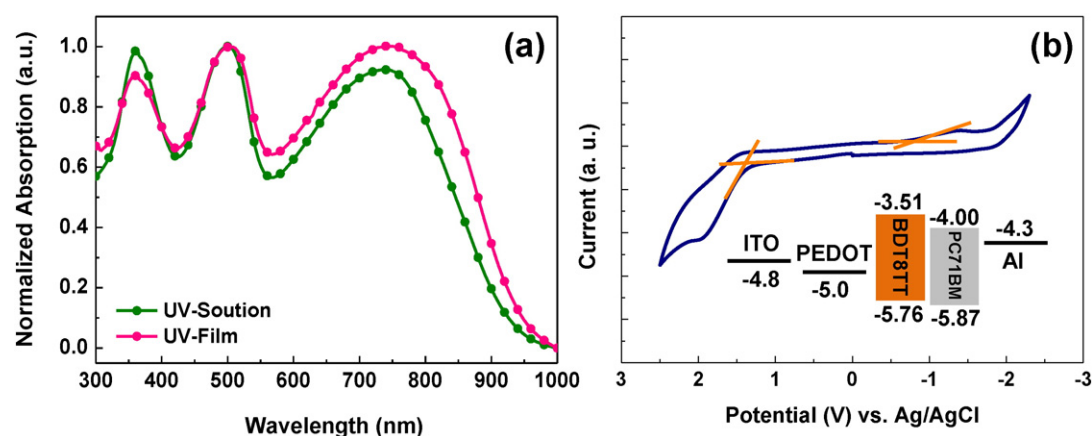 (a)
Normalized Absorption (a.u.)
1.0
0.8
0.6
0.4
0.2
0.0
UV-Soution
UV-Film
300 400 500 600 700 800 900 1000
Wavelength (nm)
(b)
Current (a. u.)
ITO
-4.8
PEDOT
-5.0
-3.51
BDT8TT
-5.76
-4.00
PC71BM
-5.87
-4.3
Al
3 2 1 0 -1 -2 -3
Potential (V) vs. Ag/AgCl